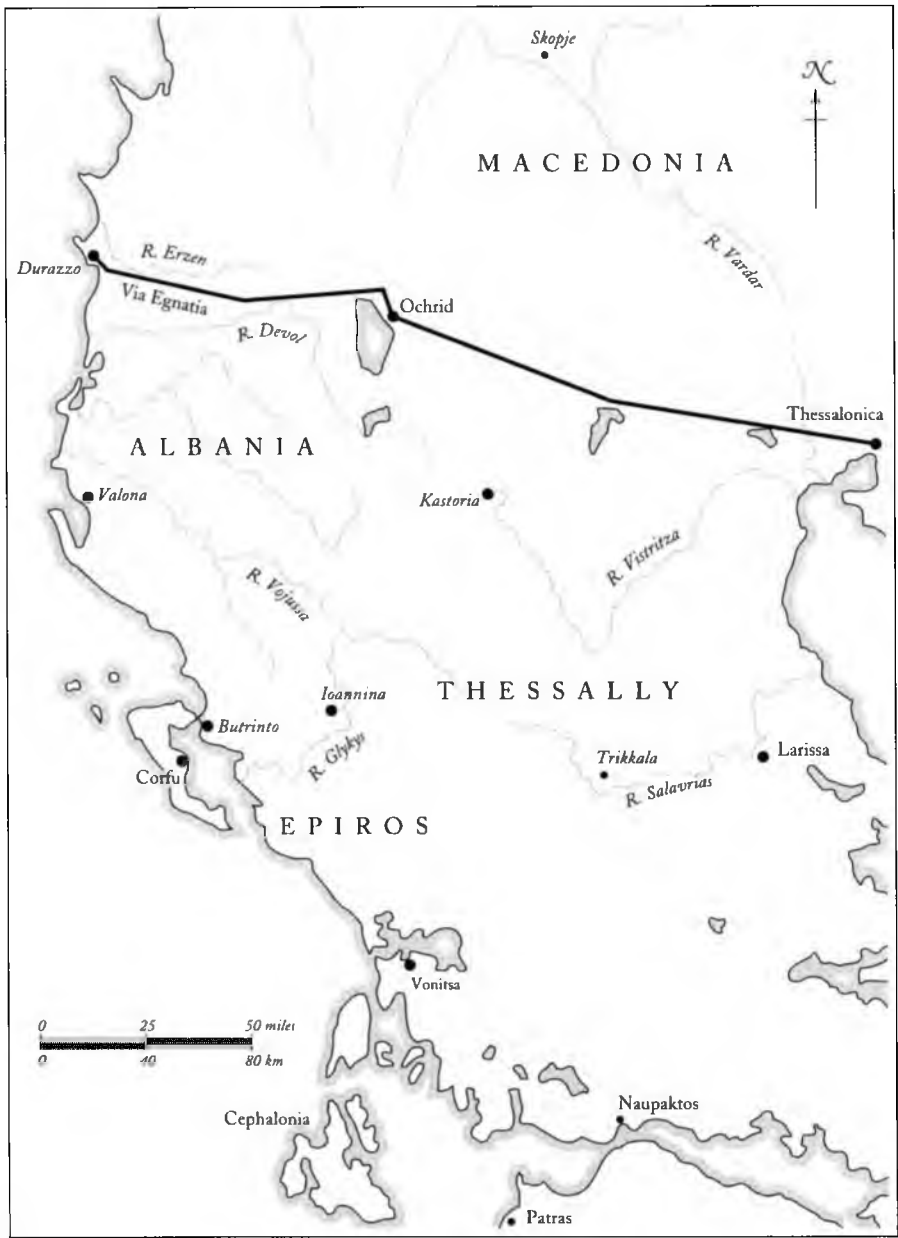 Skopje
N
MACEDONIA
R. Vardar
R. Erzen
Durazzo
Via Egnatia
Ochrid
R. Devol
Thessalonica
ALBANIA
Valona
Kastoria
R. Vistritza
R. Vojussa
THESSALLY
Ioannina
Butrinto
R. Glykys
Corfu
Trikkala
Larissa
R. Salavrias
EPIROS
Vonitsa
0 25 50 miles
0 40 80 km
Cephalonia
Naupaktos
Patras